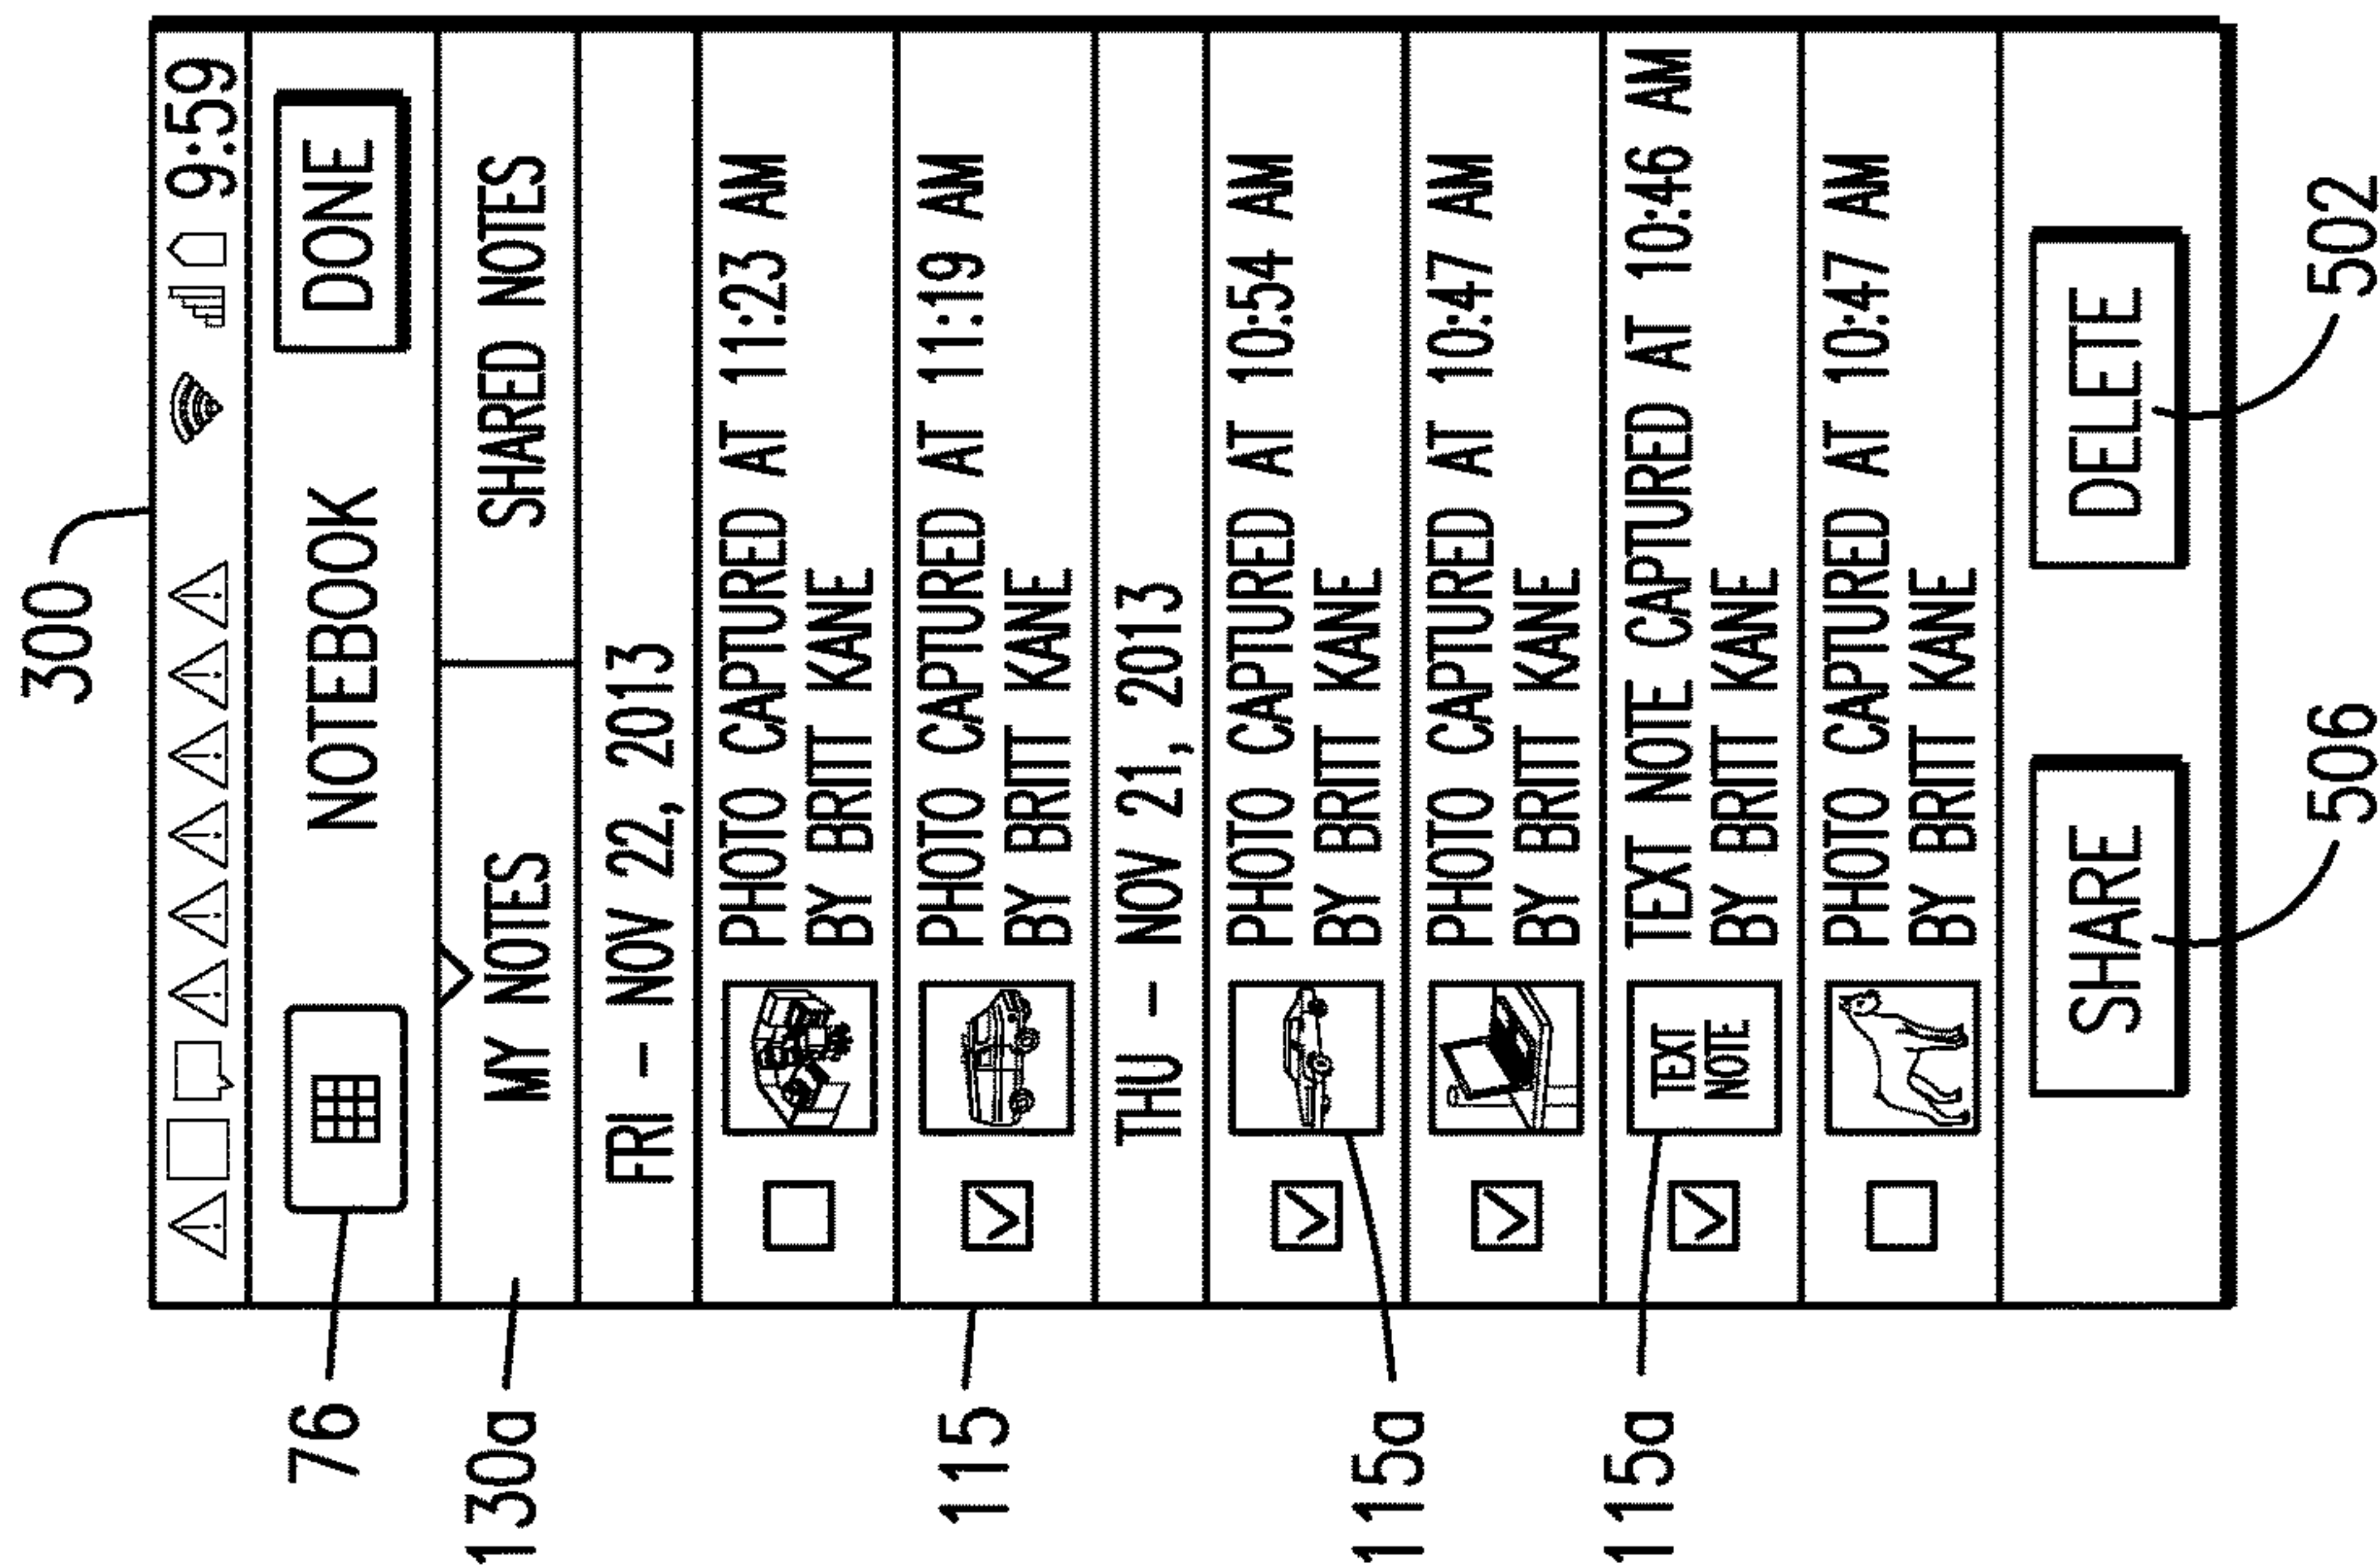 300
9:59
76
NOTEBOOK
DONE
130a
MY NOTES
SHARED NOTES
FRI - NOV 22, 2013
PHOTO CAPTURED AT 11:23 AM
BY BRITT KANE
115
PHOTO CAPTURED AT 11:19 AM
BY BRITT KANE
THU - NOV 21, 2013
115a
PHOTO CAPTURED AT 10:54 AM
BY BRITT KANE
PHOTO CAPTURED AT 10:47 AM
BY BRITT KANE
115a
TEXT
NOTE
TEXT NOTE CAPTURED AT 10:46 AM
BY BRITT KANE
PHOTO CAPTURED AT 10:47 AM
BY BRITT KANE
SHARE
DELETE
506
502